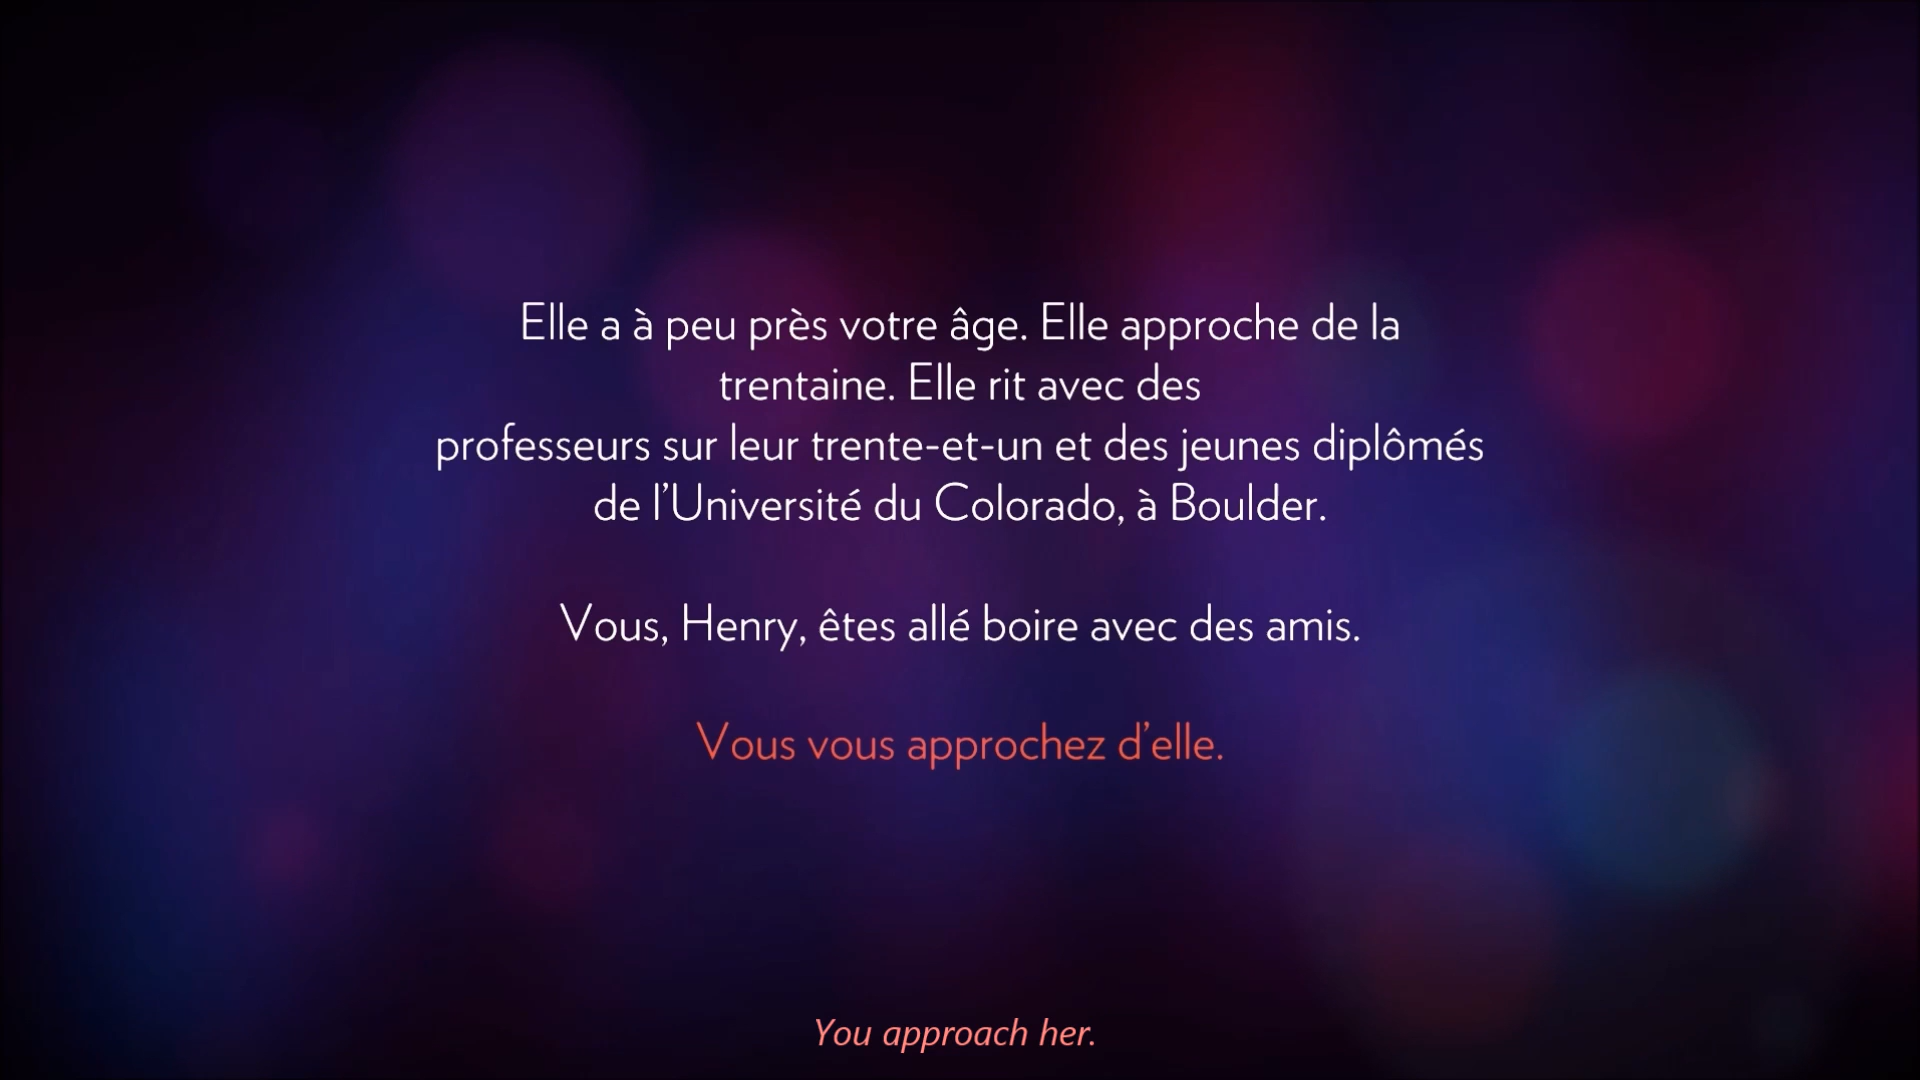 Elle a à peu près votre âge. Elle approche de la
trentaine. Elle rit avec des
professeurs sur leur trente-et-un et des jeunes diplômés
de l’Université du Colorado, à Boulder.
Vous, Henry, êtes allé boire avec des amis.
Vous vous approchez d’elle.
You approach her.